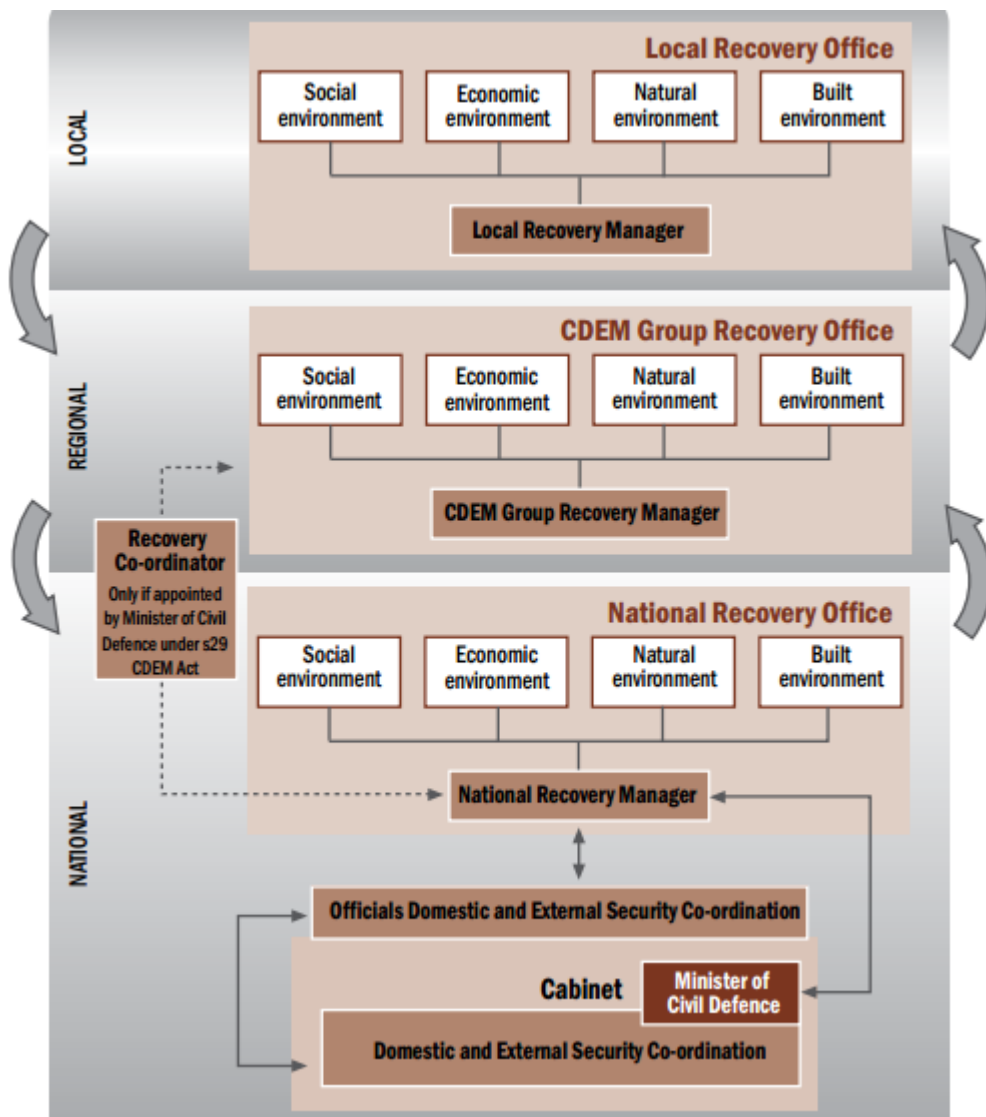 LOCAL
Local Recovery Office
Social
environment
Economic
environment
Natural
environment
Built
environment
Local Recovery Manager
REGIONAL
CDEM Group Recovery Office
Social
environment
Economic
environment
Natural
environment
Built
environment
CDEM Group Recovery Manager
Recovery
Co-ordinator
Only if appointed
by Minister of Civil
Defence under s29
CDEM Act
NATIONAL
National Recovery Office
Social
environment
Economic
environment
Natural
environment
Built
environment
National Recovery Manager
Officials Domestic and External Security Co-ordination
Cabinet
Minister of
Civil Defence
Domestic and External Security Co-ordination